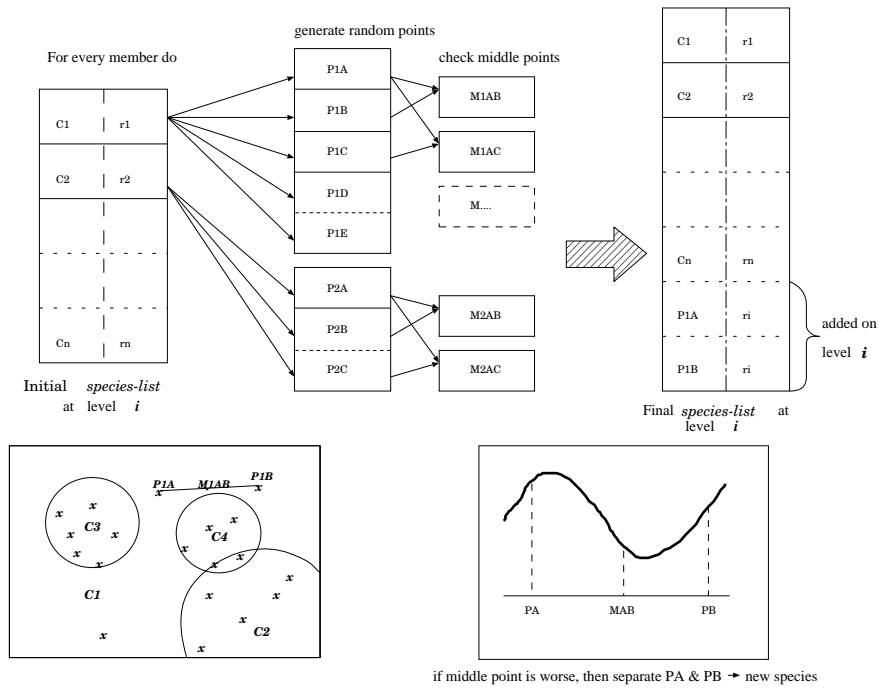 For every member do
generate random points
check middle points
C1 r1
C2 r2
Cn rn
Initial species-list
at level i
P1A
P1B
P1C
P1D
P1E
P2A
P2B
P2C
M1AB
M1AC
M....
M2AB
M2AC
C1 r1
C2 r2
Cn rn
P1A ri
P1B ri
added on
level i
Final species-list at
level i
P1A M1AB P1B
x x
x x x x x x
C3
x x x x x
C4
C1
x
x x x x x
C2
PA MAB PB
if middle point is worse, then separate PA & PB → new species